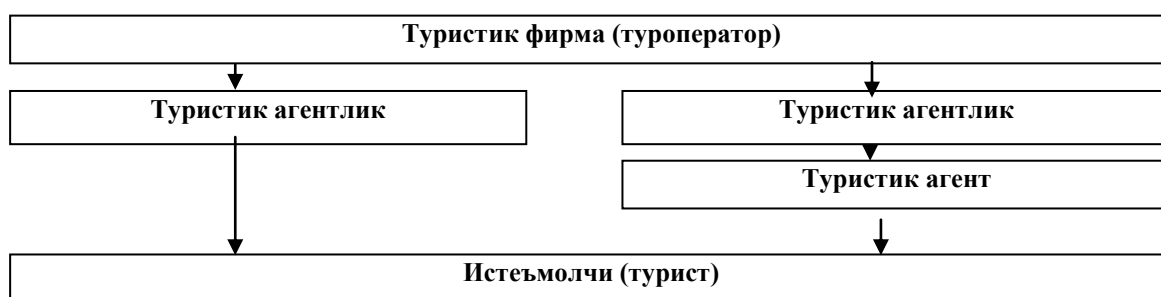 Туристик фирма (туроператор)
Туристик агентлик
Туристик агентлик
Туристик агент
Истеъмолчи (турист)